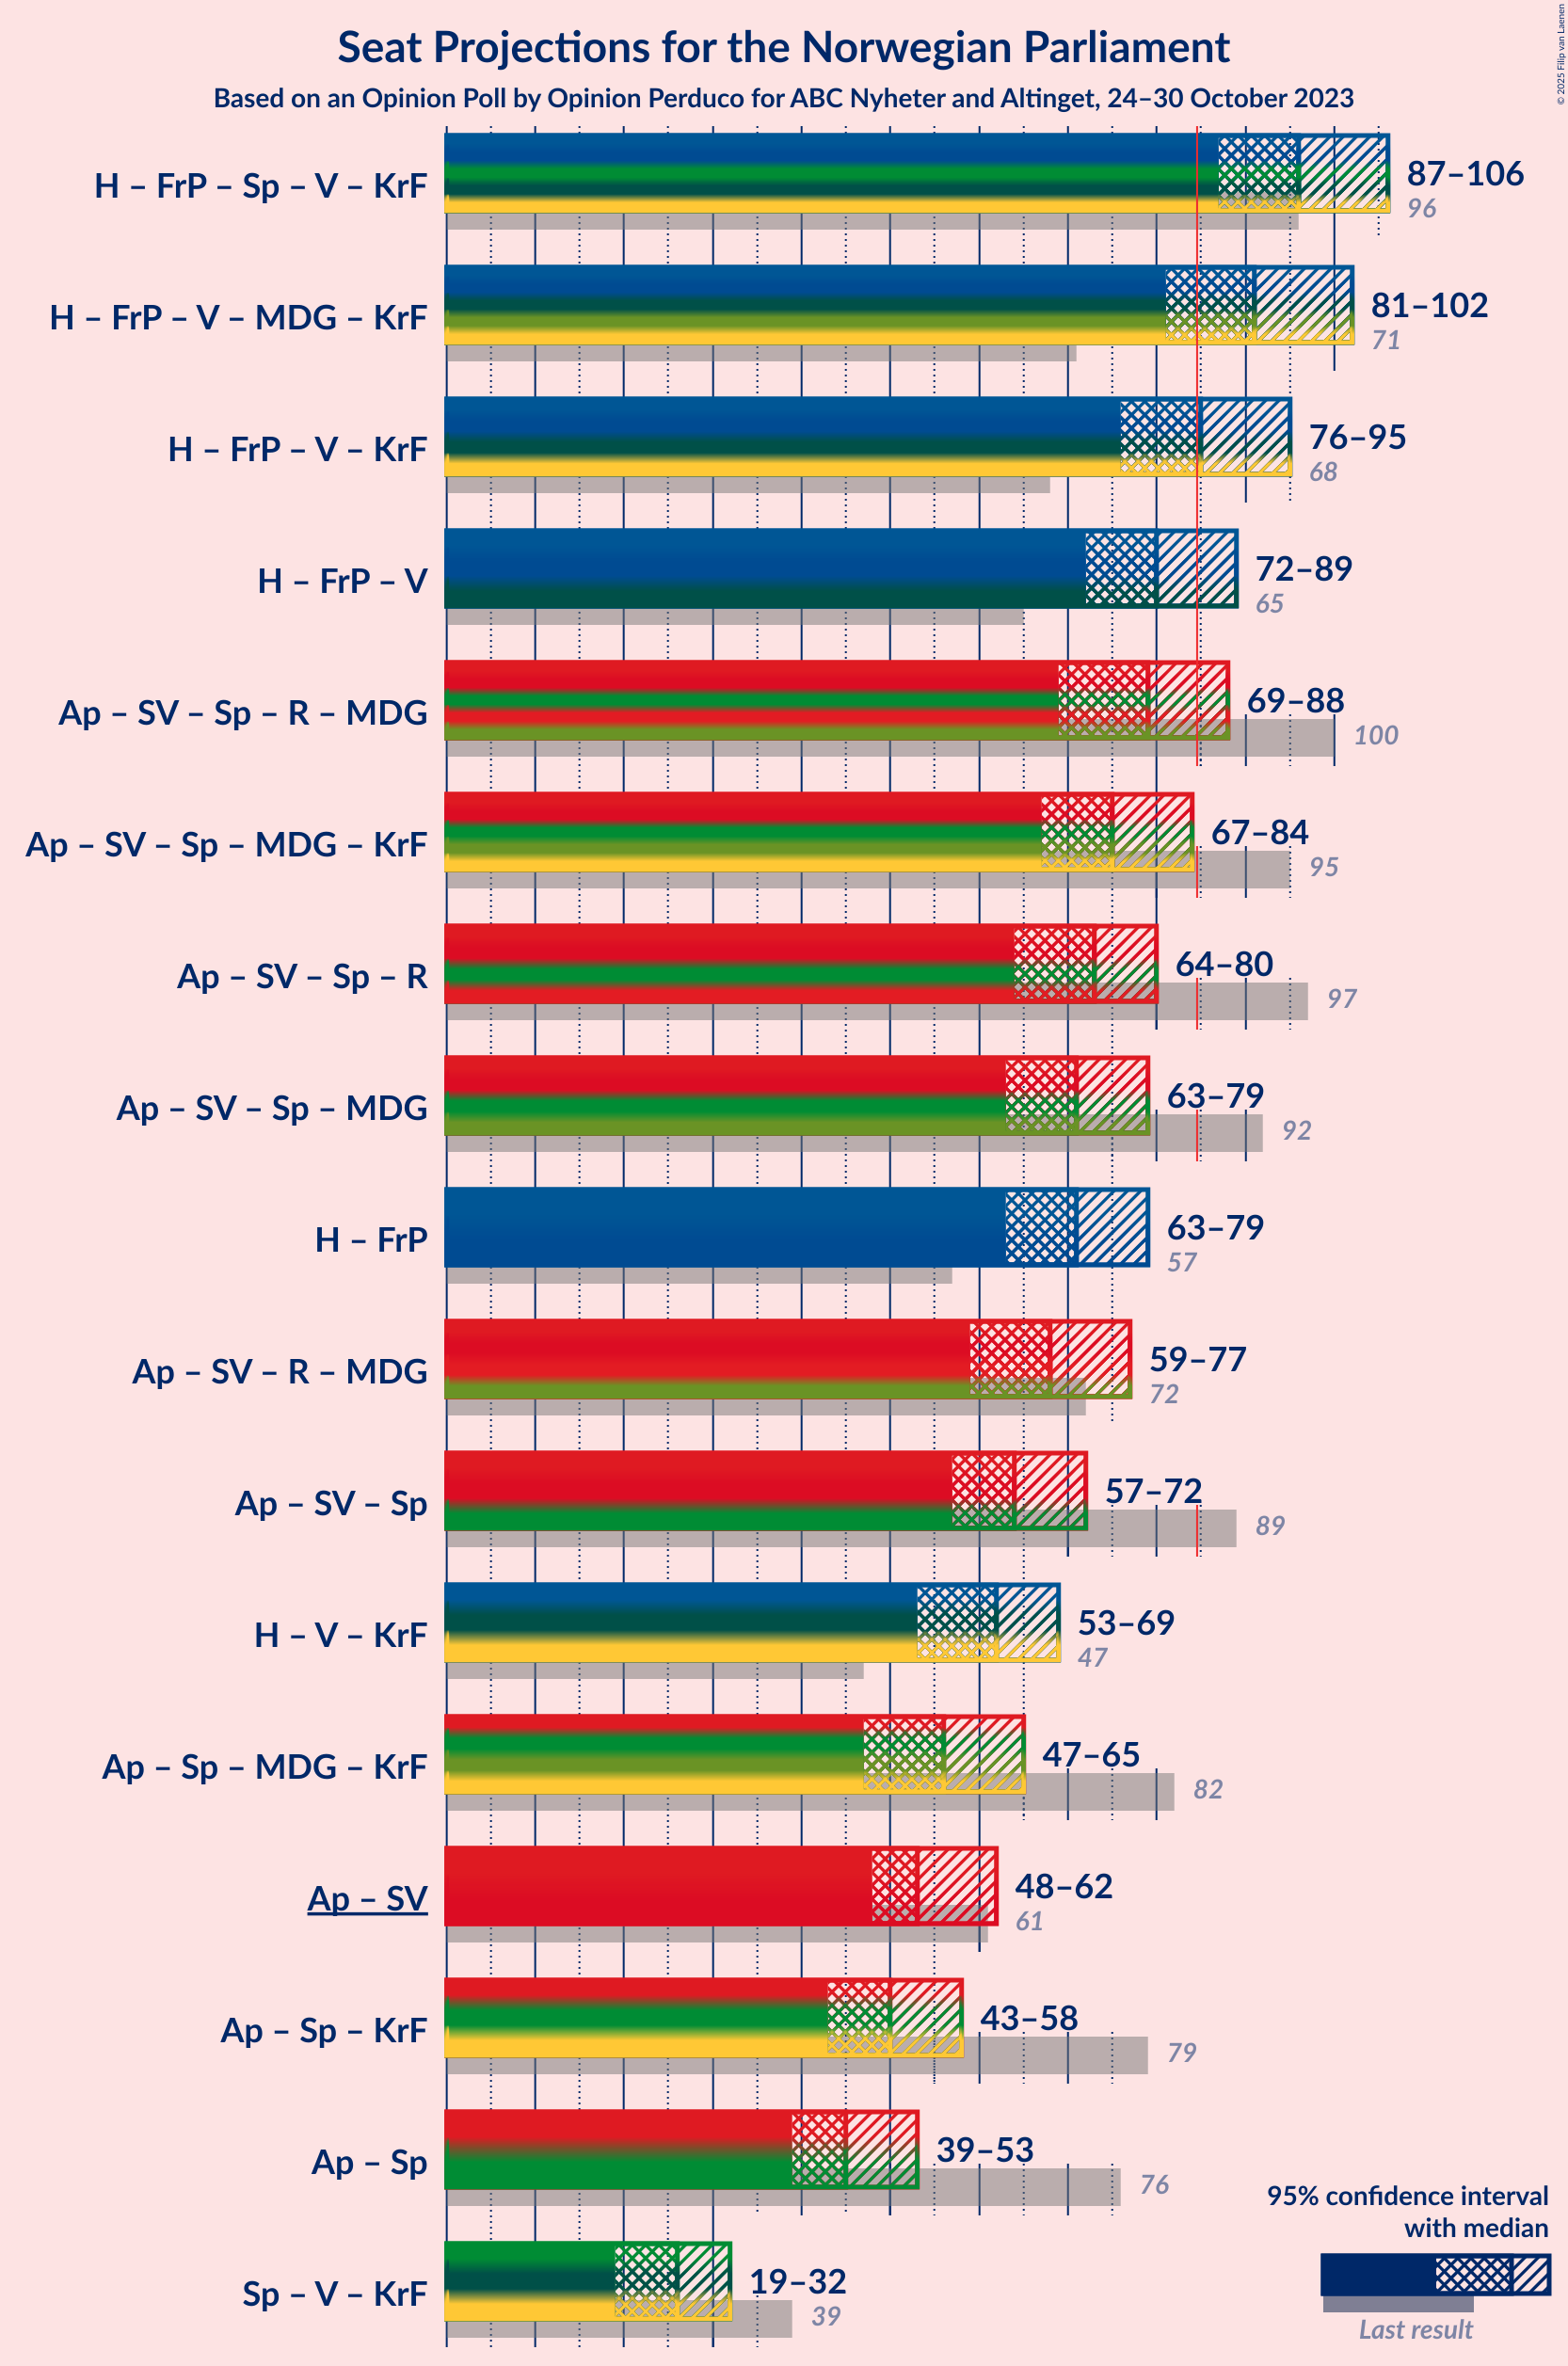 Seat Projections for the Norwegian Parliament
Based on an Opinion Poll by Opinion Perduco for ABC Nyheter and Altinget, 24–30 October 2023
© 2025 Filip van Laenen
H – FrP – Sp – V – KrF
87–106
96
H – FrP – V – MDG – KrF
81–102
71
H – FrP – V – KrF
76–95
68
H – FrP – V
72–89
65
Ap – SV – Sp – R – MDG
69–88
100
Ap – SV – Sp – MDG – KrF
67–84
95
Ap – SV – Sp – R
64–80
97
Ap – SV – Sp – MDG
63–79
92
H – FrP
63–79
57
Ap – SV – R – MDG
59–77
72
Ap – SV – Sp
57–72
89
H – V – KrF
53–69
47
Ap – Sp – MDG – KrF
47–65
82
Ap – SV
48–62
61
Ap – Sp – KrF
43–58
79
Ap – Sp
39–53
76
Sp – V – KrF
19–32
39
95% confidence interval
with median
Last result